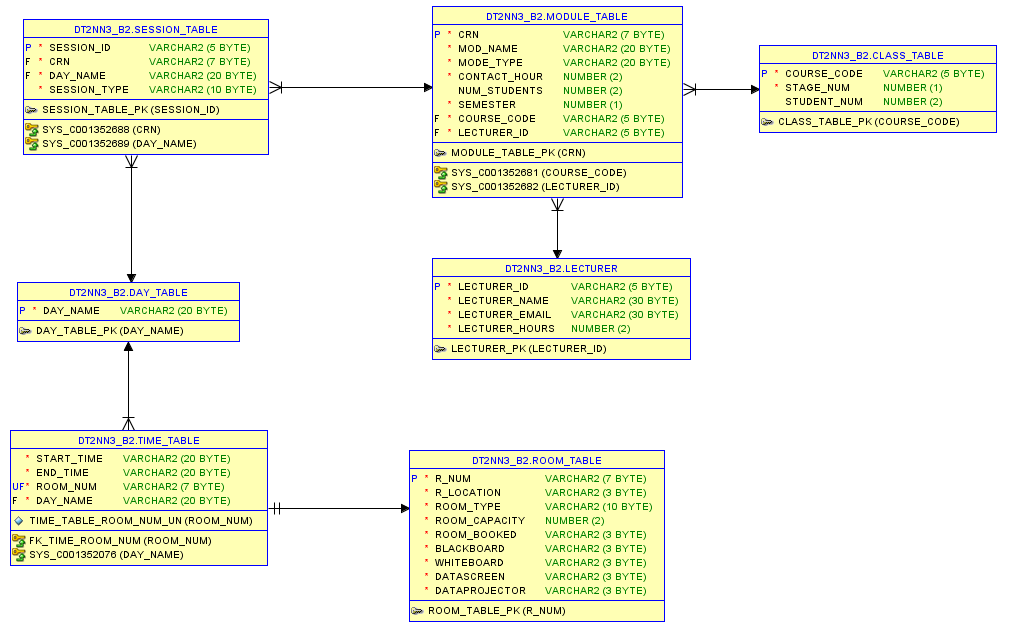 DT2NN3_B2.SESSION_TABLE
P * SESSION_ID VARCHAR2 (5 BYTE)
F * CRN VARCHAR2 (7 BYTE)
F * DAY_NAME VARCHAR2 (20 BYTE)
* SESSION_TYPE VARCHAR2 (10 BYTE)
SESSION_TABLE_PK (SESSION_ID)
SYS_C001352688 (CRN)
SYS_C001352689 (DAY_NAME)
DT2NN3_B2.MODULE_TABLE
P * CRN VARCHAR2 (7 BYTE)
* MOD_NAME VARCHAR2 (20 BYTE)
* MODE_TYPE VARCHAR2 (20 BYTE)
* CONTACT_HOUR NUMBER (2)
NUM_STUDENTS NUMBER (2)
* SEMESTER NUMBER (1)
F * COURSE_CODE VARCHAR2 (5 BYTE)
F * LECTURER_ID VARCHAR2 (5 BYTE)
MODULE_TABLE_PK (CRN)
SYS_C001352681 (COURSE_CODE)
SYS_C001352682 (LECTURER_ID)
DT2NN3_B2.CLASS_TABLE
P * COURSE_CODE VARCHAR2 (5 BYTE)
* STAGE_NUM NUMBER (1)
STUDENT_NUM NUMBER (2)
CLASS_TABLE_PK (COURSE_CODE)
DT2NN3_B2.DAY_TABLE
P * DAY_NAME VARCHAR2 (20 BYTE)
DAY_TABLE_PK (DAY_NAME)
DT2NN3_B2.LECTURER
P * LECTURER_ID VARCHAR2 (5 BYTE)
* LECTURER_NAME VARCHAR2 (30 BYTE)
* LECTURER_EMAIL VARCHAR2 (30 BYTE)
* LECTURER_HOURS NUMBER (2)
LECTURER_PK (LECTURER_ID)
DT2NN3_B2.TIME_TABLE
* START_TIME VARCHAR2 (20 BYTE)
* END_TIME VARCHAR2 (20 BYTE)
UF* ROOM_NUM VARCHAR2 (7 BYTE)
F * DAY_NAME VARCHAR2 (20 BYTE)
TIME_TABLE_ROOM_NUM_UN (ROOM_NUM)
FK_TIME_ROOM_NUM (ROOM_NUM)
SYS_C001352076 (DAY_NAME)
DT2NN3_B2.ROOM_TABLE
P * R_NUM VARCHAR2 (7 BYTE)
* R_LOCATION VARCHAR2 (3 BYTE)
* ROOM_TYPE VARCHAR2 (10 BYTE)
* ROOM_CAPACITY NUMBER (2)
* ROOM_BOOKED VARCHAR2 (3 BYTE)
* BLACKBOARD VARCHAR2 (3 BYTE)
* WHITEBOARD VARCHAR2 (3 BYTE)
* DATASCREEN VARCHAR2 (3 BYTE)
* DATAPROJECTOR VARCHAR2 (3 BYTE)
ROOM_TABLE_PK (R_NUM)